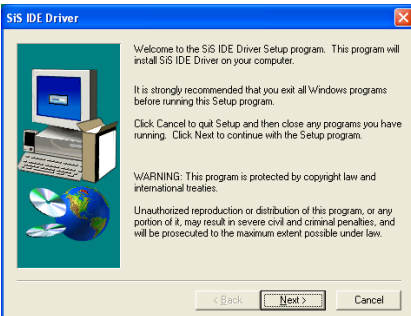 SiS IDE Driver
Welcome to the SiS IDE Driver Setup program. This program will
install SiS IDE Driver on your computer.
It is strongly recommended that you exit all Windows programs
before running this Setup program.
Click Cancel to quit Setup and then close any programs you have
running. Click Next to continue with the Setup program.
WARNING: This program is protected by copyright law and
international treaties.
Unauthorized reproduction or distribution of this program, or any
portion of it, may result in severe civil and criminal penalties, and
will be prosecuted to the maximum extent possible under law.
< Back Next > Cancel